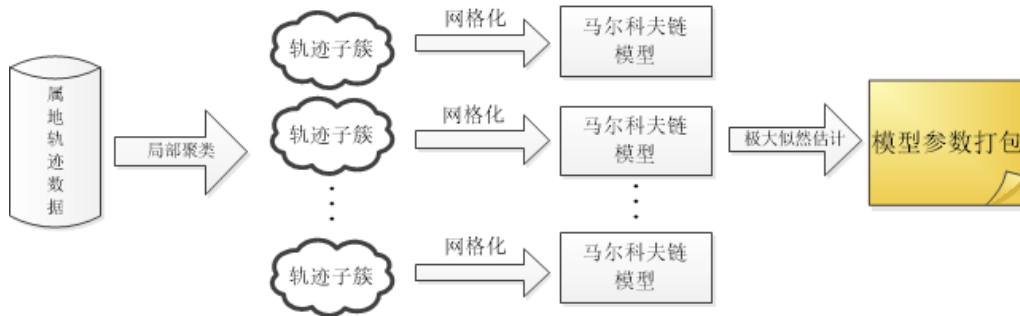 属地轨迹数据
局部聚类
轨迹子簇
网格化
马尔科夫链
模型
轨迹子簇
网格化
马尔科夫链
模型
轨迹子簇
网格化
马尔科夫链
模型
极大似然估计
模型参数打包